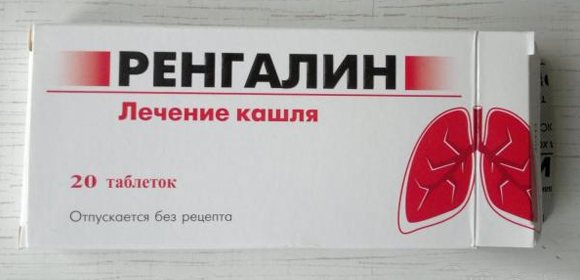 РЕНГАЛИН
Лечение кашля
20 таблеток
Отпускается без рецепта